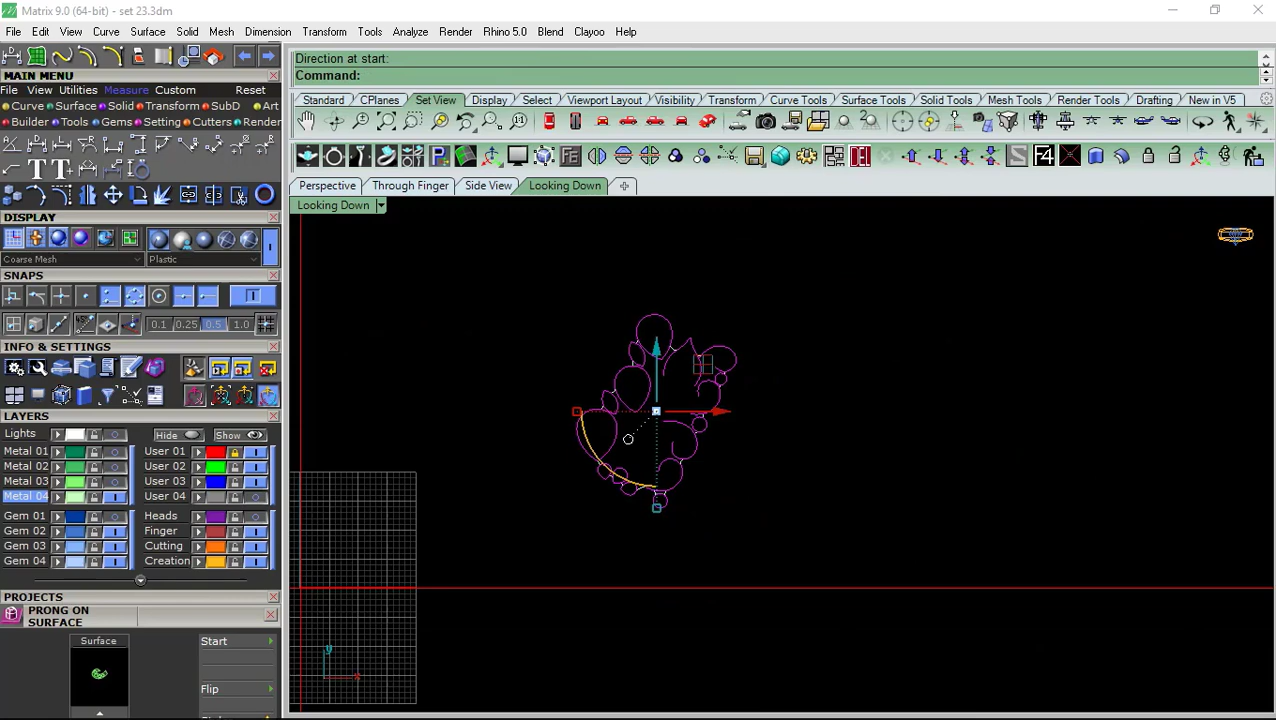 Matrix 9.0 (64-bit) - set 23.3dm
File Edit View Curve Surface Solid Mesh Dimension Transform Tools Analyze Render Rhino 5.0 Blend Clayoo Help
Direction at start:
Command:
MAIN MENU
File View Utilities Measure Custom Reset
Curve Surface Solid Transform SubD Art
Builder Tools Gems Setting Cutters Render
Standard CPlanes Set View Display Select Viewport Layout Visibility Transform Curve Tools Surface Tools Solid Tools Mesh Tools Render Tools Drafting New in V5
F4
Perspective Through Finger Side View Looking Down
Looking Down
DISPLAY
Coarse Mesh Plastic
SNAPS
0.1 0.25 0.5 1.0
INFO & SETTINGS
LAYERS
Lights Hide Show
Metal 01 User 01
Metal 02 User 02
Metal 03 User 03
Metal 04 User 04
Gem 01 Heads
Gem 02 Finger
Gem 03 Cutting
Gem 04 Creation
PROJECTS
PRONG ON
SURFACE
Surface
Start
Flip
y
x